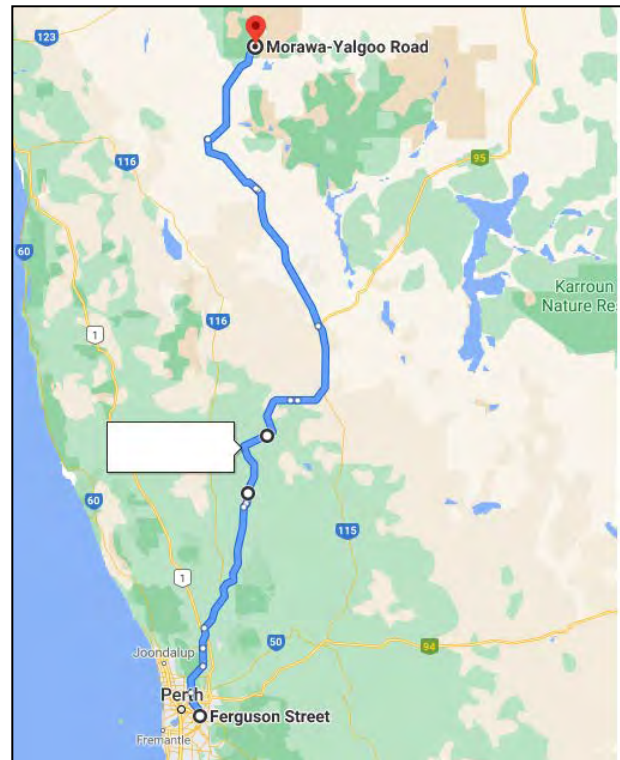 123
Morawa-Yalgoo Road
116
95
60
Karroun
Nature Res
1
116
60
115
1
50
94
Joondalup
Perth
Ferguson Street
Fremantle